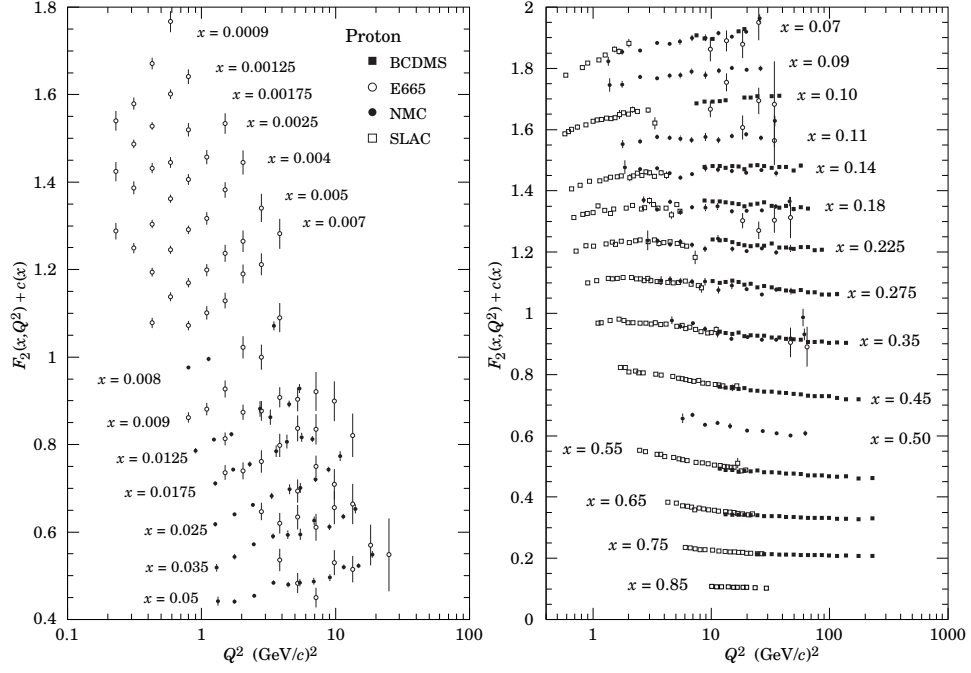 1.8
1.6
1.4
1.2
1
0.8
0.6
0.4
0.1
1
10
100
F₂(x,Q²) + c(x)
Q² (GeV/c)²
x = 0.0009
x = 0.00125
x = 0.00175
x = 0.0025
x = 0.004
x = 0.005
x = 0.007
x = 0.008
x = 0.009
x = 0.0125
x = 0.0175
x = 0.025
x = 0.035
x = 0.05
Proton
BCDMS
E665
NMC
SLAC
2
1.8
1.6
1.4
1.2
1
0.8
0.6
0.4
0.2
0
1
10
100
1000
F₂(x,Q²) + c(x)
Q² (GeV/c)²
x = 0.07
x = 0.09
x = 0.10
x = 0.11
x = 0.14
x = 0.18
x = 0.225
x = 0.275
x = 0.35
x = 0.45
x = 0.50
x = 0.55
x = 0.65
x = 0.75
x = 0.85